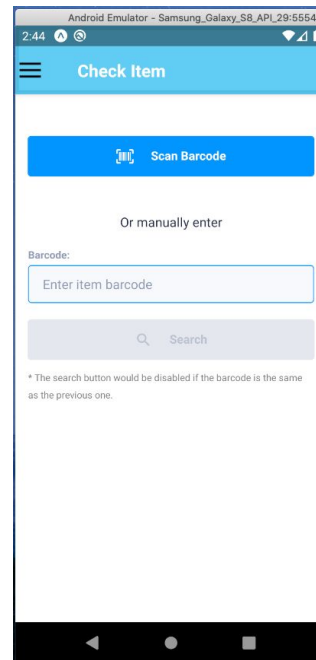 Android Emulator - Samsung_Galaxy_S8_API_29:5554
2:44
Check Item
Scan Barcode
Or manually enter
Barcode:
Enter item barcode
Search
* The search button would be disabled if the barcode is the same
as the previous one.